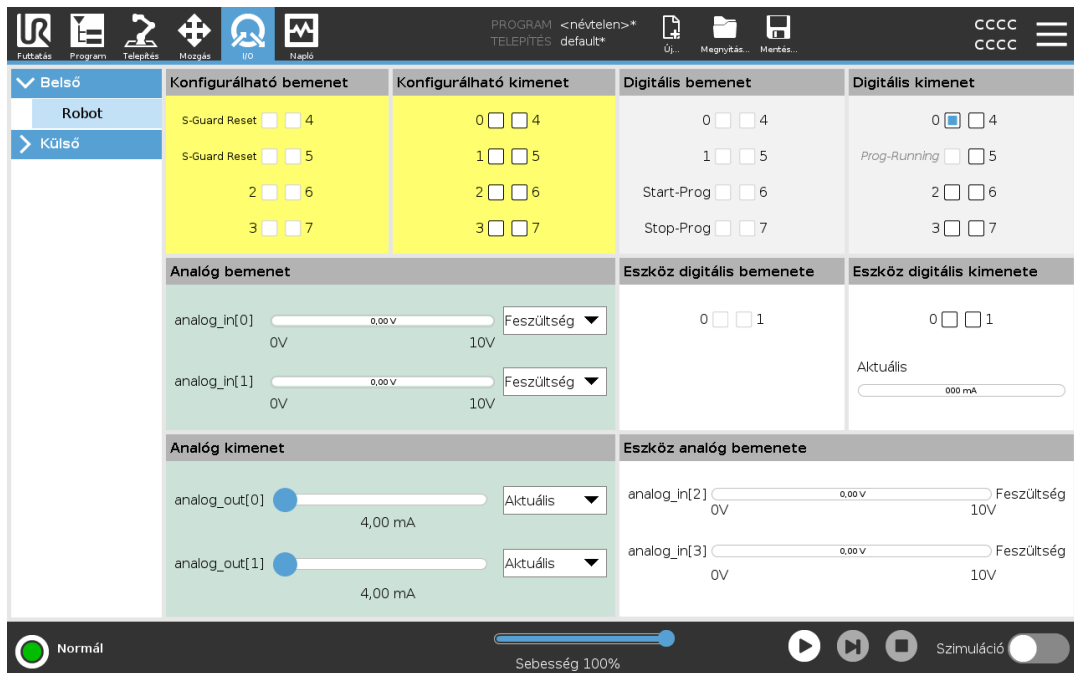 PROGRAM <névtelen>*
TELEPÍTÉS default*
CCCC
CCCC
UR
Futtatás Program Telepítés Mozgás I/O Napló Új... Megnyitás... Mentés...
Belső
Robot
Külső
Konfigurálható bemenet Konfigurálható kimenet Digitális bemenet Digitális kimenet
S-Guard Reset 4 0 4 0 4 0 4
S-Guard Reset 5 1 5 1 5 Prog-Running 5
2 6 2 6 Start-Prog 6 2 6
3 7 3 7 Stop-Prog 7 3 7
Analóg bemenet Eszköz digitális bemenete Eszköz digitális kimenete
analog_in[0] 0,00 V Feszültség 0 1 0 1
0V 10V
Aktuális
analog_in[1] 0,00 V Feszültség 000 mA
0V 10V
Analóg kimenet Eszköz analóg bemenete
analog_out[0] Aktuális analog_in[2] 0,00 V Feszültség
4,00 mA 0V 10V
analog_out[1] Aktuális analog_in[3] 0,00 V Feszültség
4,00 mA 0V 10V
Normál
Sebesség 100%
Szimuláció